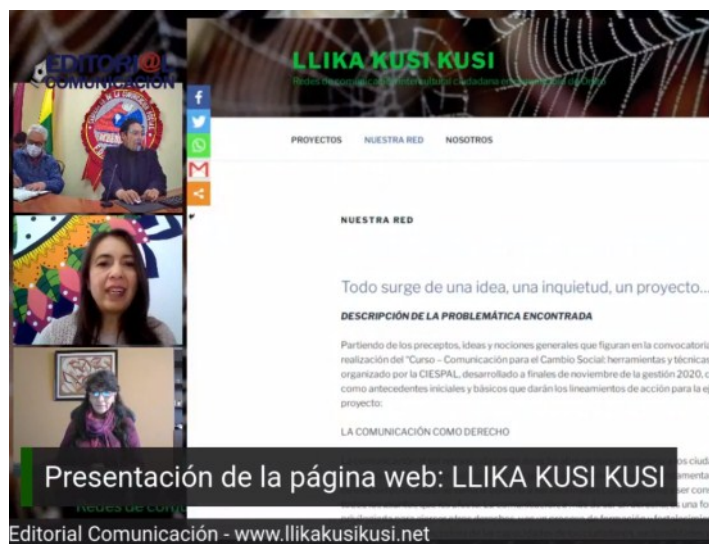 EDITORI@L
COMUNICACIÓN
LLIKA KUSI KUSI
PROYECTOS NUESTRA RED NOSOTROS
NUESTRA RED
Todo surge de una idea, una inquietud, un proyecto...
DESCRIPCIÓN DE LA PROBLEMÁTICA ENCONTRADA
Partiendo de los preceptos, ideas y nociones generales que figuran en la convocatoria
realización del "Curso – Comunicación para el Cambio Social: herramientas y técnicas
organizado por la CIESPAL, desarrollado a finales de noviembre de la gestión 2020,
como antecedentes iniciales y básicos que darán los lineamientos de acción para la
proyecto:
LA COMUNICACIÓN COMO DERECHO
Presentación de la página web: LLIKA KUSI KUSI
Redes de
Editorial Comunicación - www.llikakusikusi.net